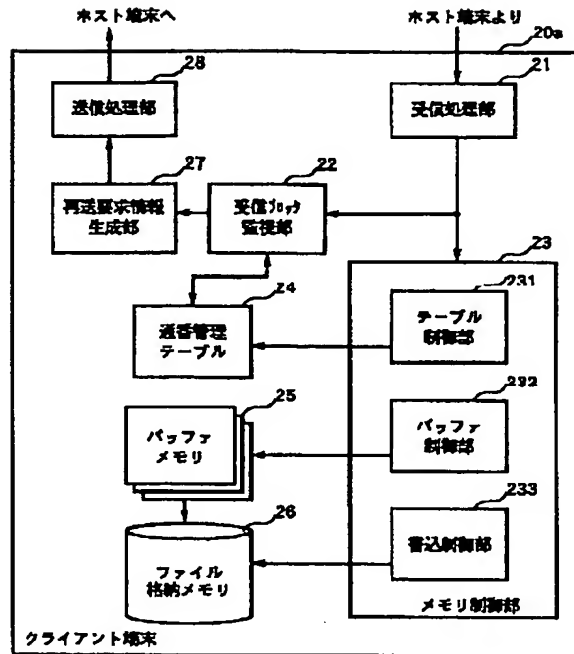 ホスト端末へ
ホスト端末より
20a
28
21
送信処理部
受信処理部
27
22
再送要求情報
生成部
受信ブロック
監視部
23
24
231
通番管理
テーブル
テーブル
制御部
25
232
バッファ
メモリ
バッファ
制御部
26
233
ファイル
格納メモリ
書込制御部
メモリ制御部
クライアント端末